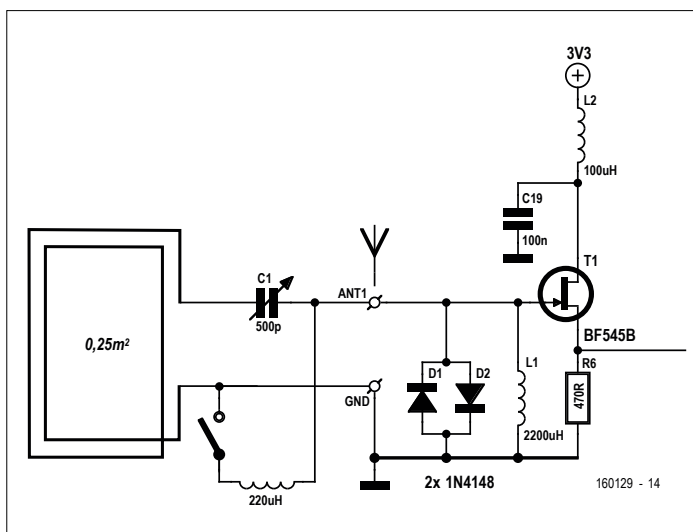 3V3
L2
100uH
C19
100n
T1
C1
500p
ANT1
BF545B
0,25m²
D1
D2
L1
R6
470R
GND
2200uH
220uH
2x 1N4148
160129 - 14